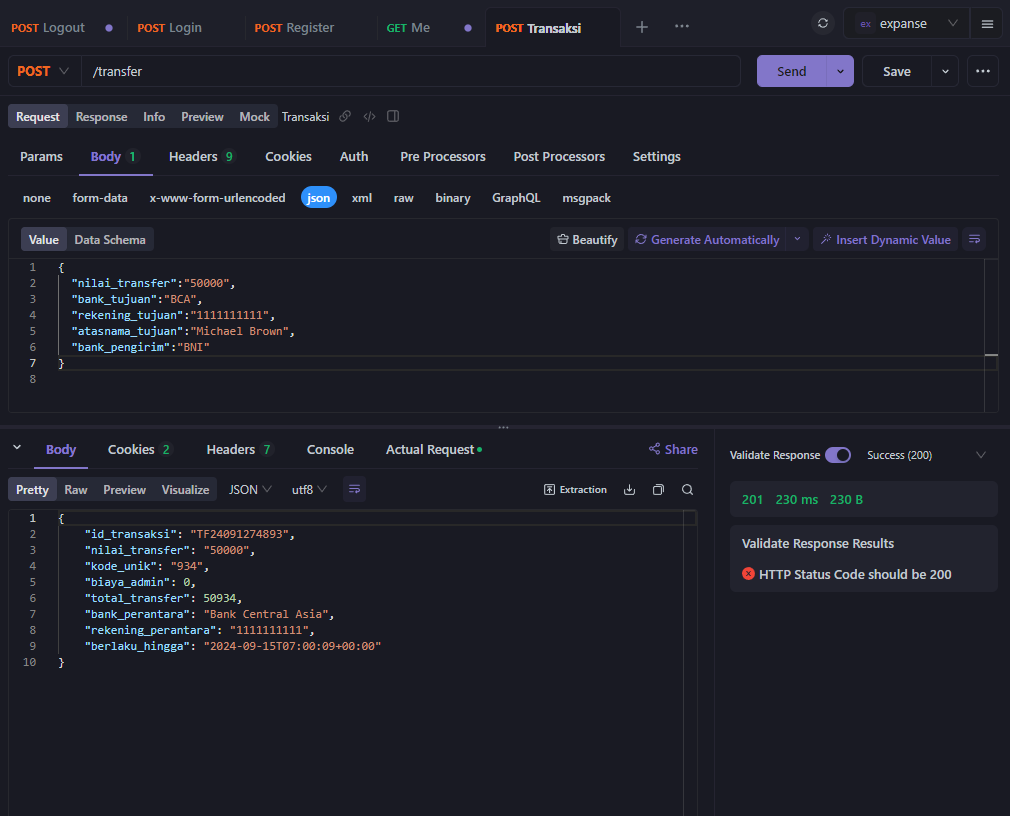 POST Logout POST Login POST Register GET Me POST Transaksi ex expanse
POST /transfer Send Save
Request Response Info Preview Mock Transaksi
Params Body 1 Headers 9 Cookies Auth Pre Processors Post Processors Settings
none form-data x-www-form-urlencoded json xml raw binary GraphQL msgpack
Value Data Schema Beautify Generate Automatically Insert Dynamic Value
1 {
2 "nilai_transfer":"50000",
3 "bank_tujuan":"BCA",
4 "rekening_tujuan":"1111111111",
5 "atasnama_tujuan":"Michael Brown",
6 "bank_pengirim":"BNI"
7 }
8
Body Cookies 2 Headers 7 Console Actual Request Share
Pretty Raw Preview Visualize JSON utf8 Extraction
1 {
2 "id_transaksi": "TF24091274893",
3 "nilai_transfer": "50000",
4 "kode_unik": "934",
5 "biaya_admin": 0,
6 "total_transfer": 50934,
7 "bank_perantara": "Bank Central Asia",
8 "rekening_perantara": "1111111111",
9 "berlaku_hingga": "2024-09-15T07:00:09+00:00"
10 }
Validate Response Success (200)
201 230 ms 230 B
Validate Response Results
HTTP Status Code should be 200